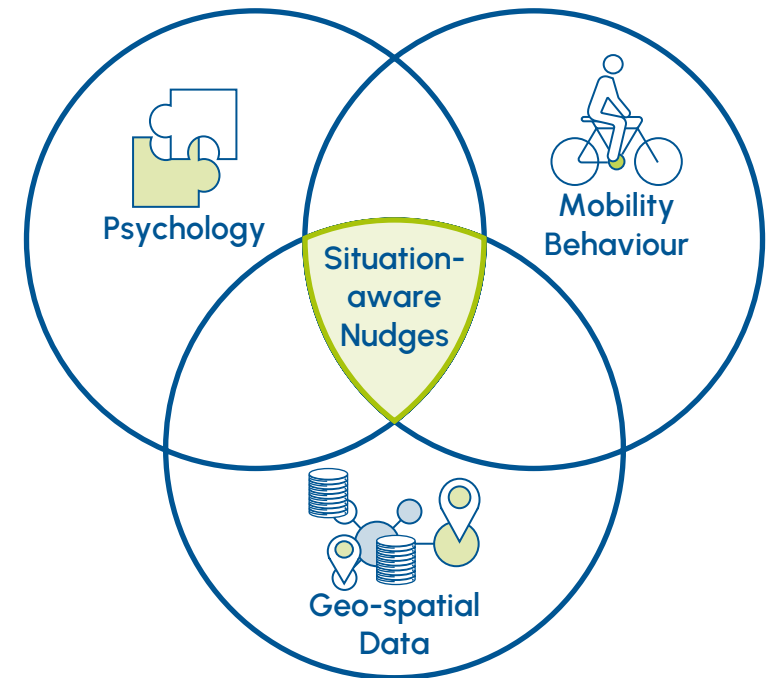 Psychology
Mobility
Behaviour
Situation-
aware
Nudges
Geo-spatial
Data